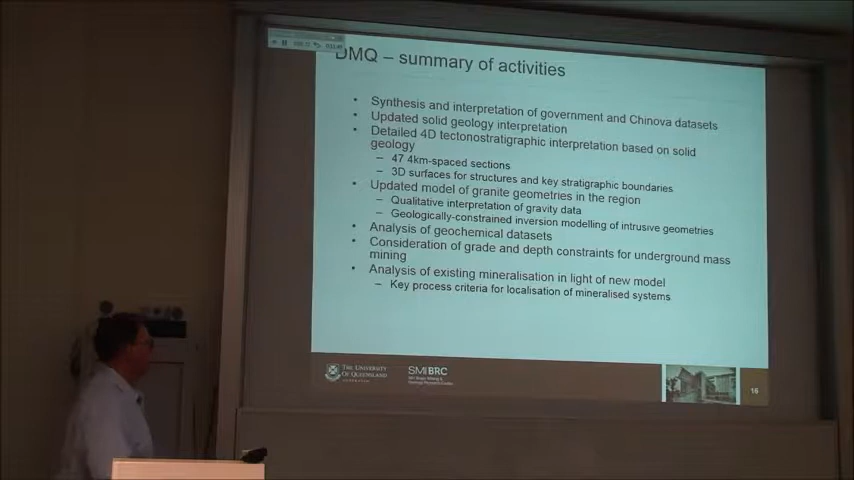 DMQ – summary of activities
• Synthesis and interpretation of government and Chinova datasets
• Updated solid geology interpretation
• Detailed 4D tectonostratigraphic interpretation based on solid
geology
– 47 4km-spaced sections
– 3D surfaces for structures and key stratigraphic boundaries
• Updated model of granite geometries in the region
– Qualitative interpretation of gravity data
– Geologically-constrained inversion modelling of intrusive geometries
• Analysis of geochemical datasets
• Consideration of grade and depth constraints for underground mass
mining
• Analysis of existing mineralisation in light of new model
– Key process criteria for localisation of mineralised systems
THE UNIVERSITY
OF QUEENSLAND
SMI BRC
16